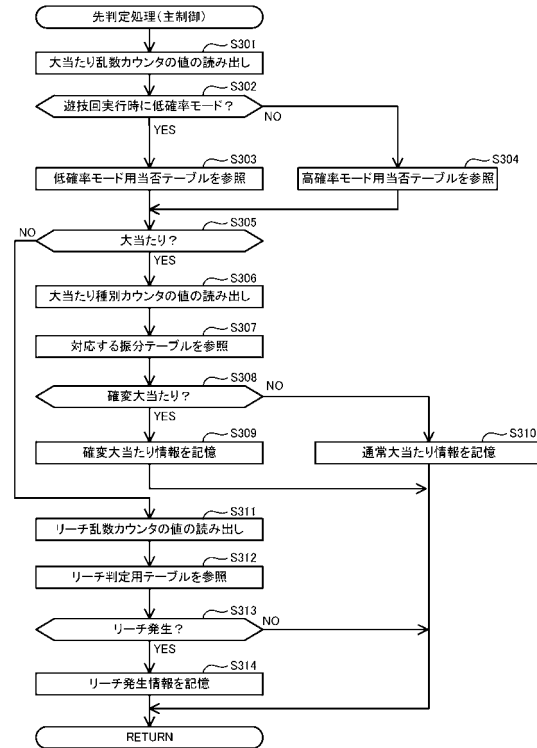 先判定処理(主制御)
S301
大当たり乱数カウンタの値の読み出し
S302
遊技回実行時に低確率モード?
NO
YES
S303
低確率モード用当否テーブルを参照
S304
高確率モード用当否テーブルを参照
S305
大当たり?
NO
YES
S306
大当たり種別カウンタの値の読み出し
S307
対応する振分テーブルを参照
S308
確変大当たり?
NO
YES
S309
確変大当たり情報を記憶
S310
通常大当たり情報を記憶
S311
リーチ乱数カウンタの値の読み出し
S312
リーチ判定用テーブルを参照
S313
リーチ発生?
NO
YES
S314
リーチ発生情報を記憶
RETURN